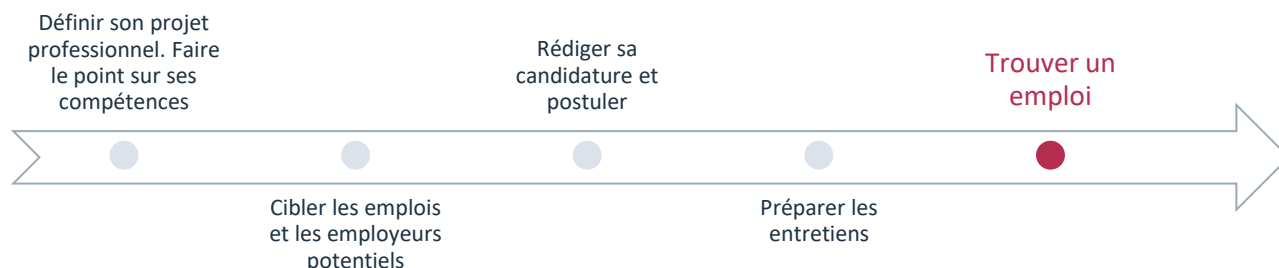 Définir son projet
professionnel. Faire
le point sur ses
compétences
Cibler les emplois
et les employeurs
potentiels
Rédiger sa
candidature et
postuler
Préparer les
entretiens
Trouver un
emploi